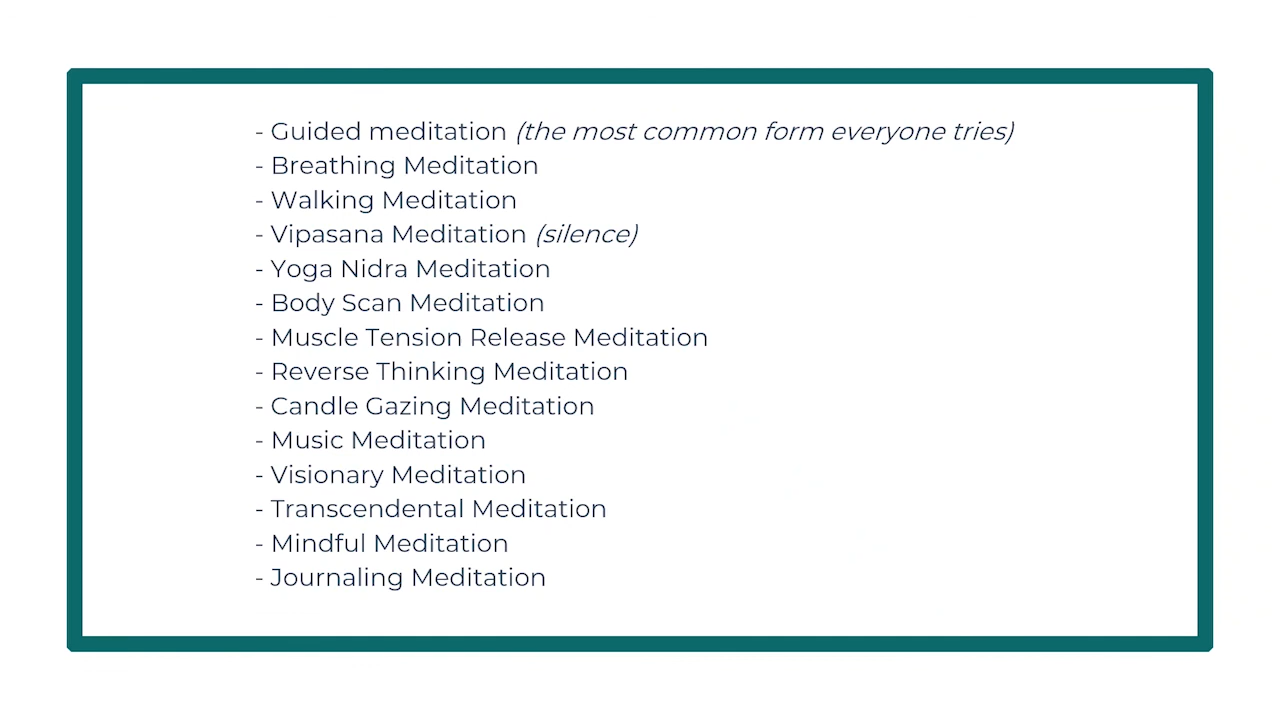 - Guided meditation (the most common form everyone tries)
- Breathing Meditation
- Walking Meditation
- Vipasana Meditation (silence)
- Yoga Nidra Meditation
- Body Scan Meditation
- Muscle Tension Release Meditation
- Reverse Thinking Meditation
- Candle Gazing Meditation
- Music Meditation
- Visionary Meditation
- Transcendental Meditation
- Mindful Meditation
- Journaling Meditation